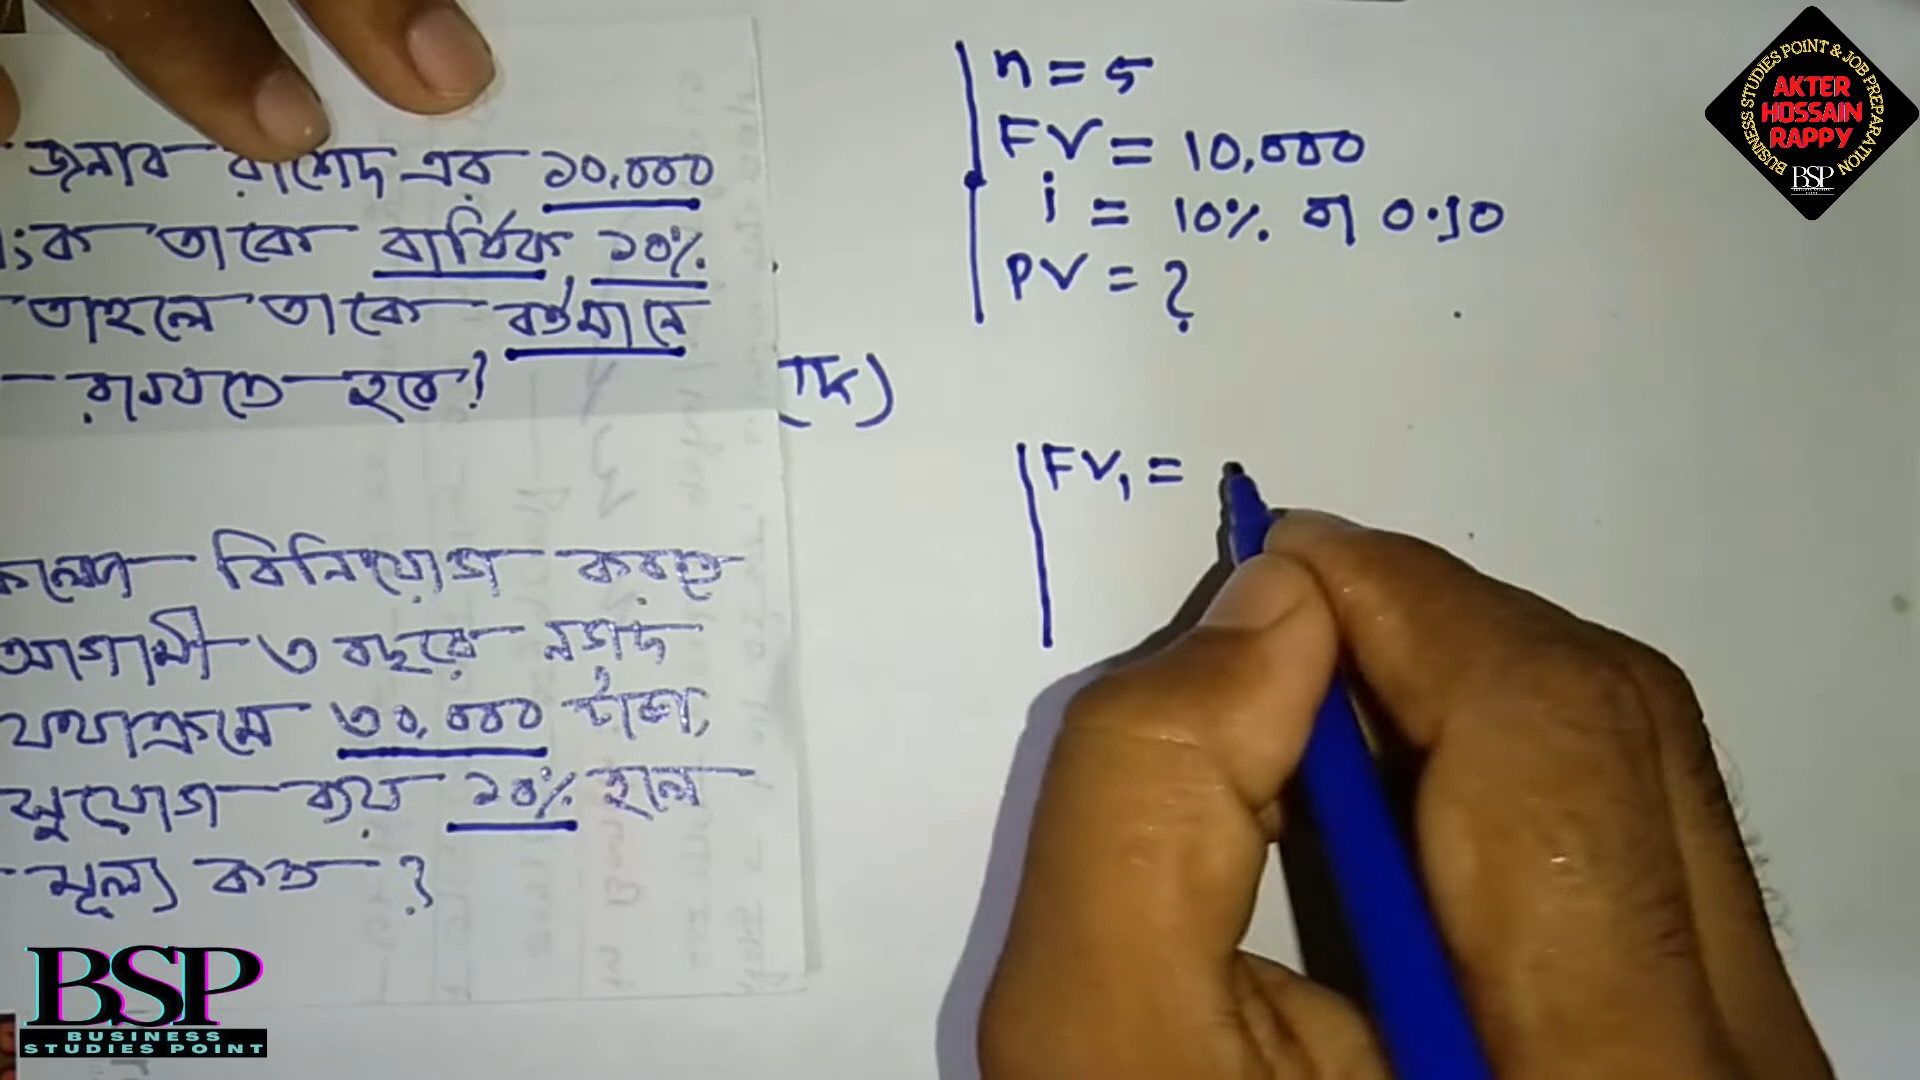 জনাব রাশেদ এর ১০,০০০
তাকে বার্ষিক ১০%
তাহলে তাকে বর্তমানে
রাখতে হবে?
বিনিয়োগ করতে
আগামী ৩ বছরে নগদ
যথাক্রমে ৩০,০০০ টাকা,
সুযোগ ব্যয় ১০% হলে
মূল্য কত?
n = 5
FV = 10,000
i = 10% বা 0.10
PV = ?
FV₁ =
BUSINESS STUDIES POINT & JOB PREPARATION
AKTER
HOSSAIN
RAPPY
BSP
BSP
BUSINESS
STUDIES POINT